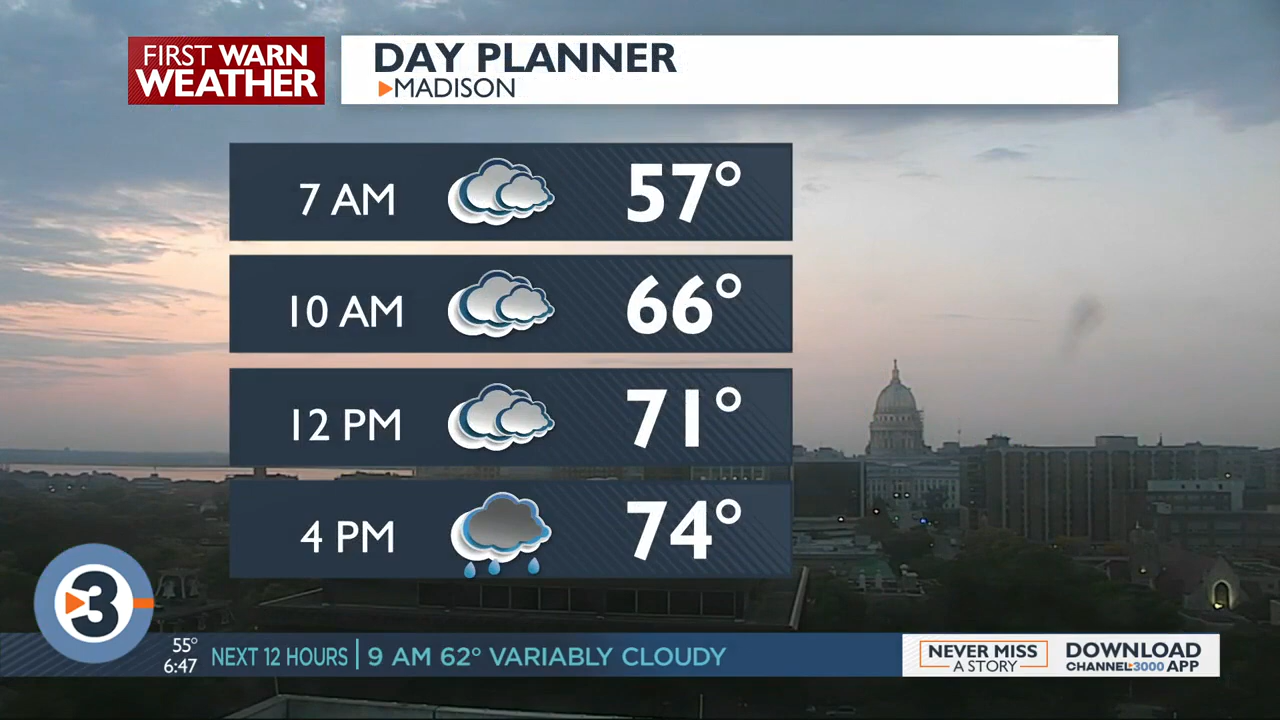 FIRST WARN
WEATHER
DAY PLANNER
MADISON
7 AM 57°
10 AM 66°
12 PM 71°
4 PM 74°
3
55°
6:47
NEXT 12 HOURS
9 AM 62° VARIABLY CLOUDY
NEVER MISS
A STORY
DOWNLOAD
CHANNEL3000 APP